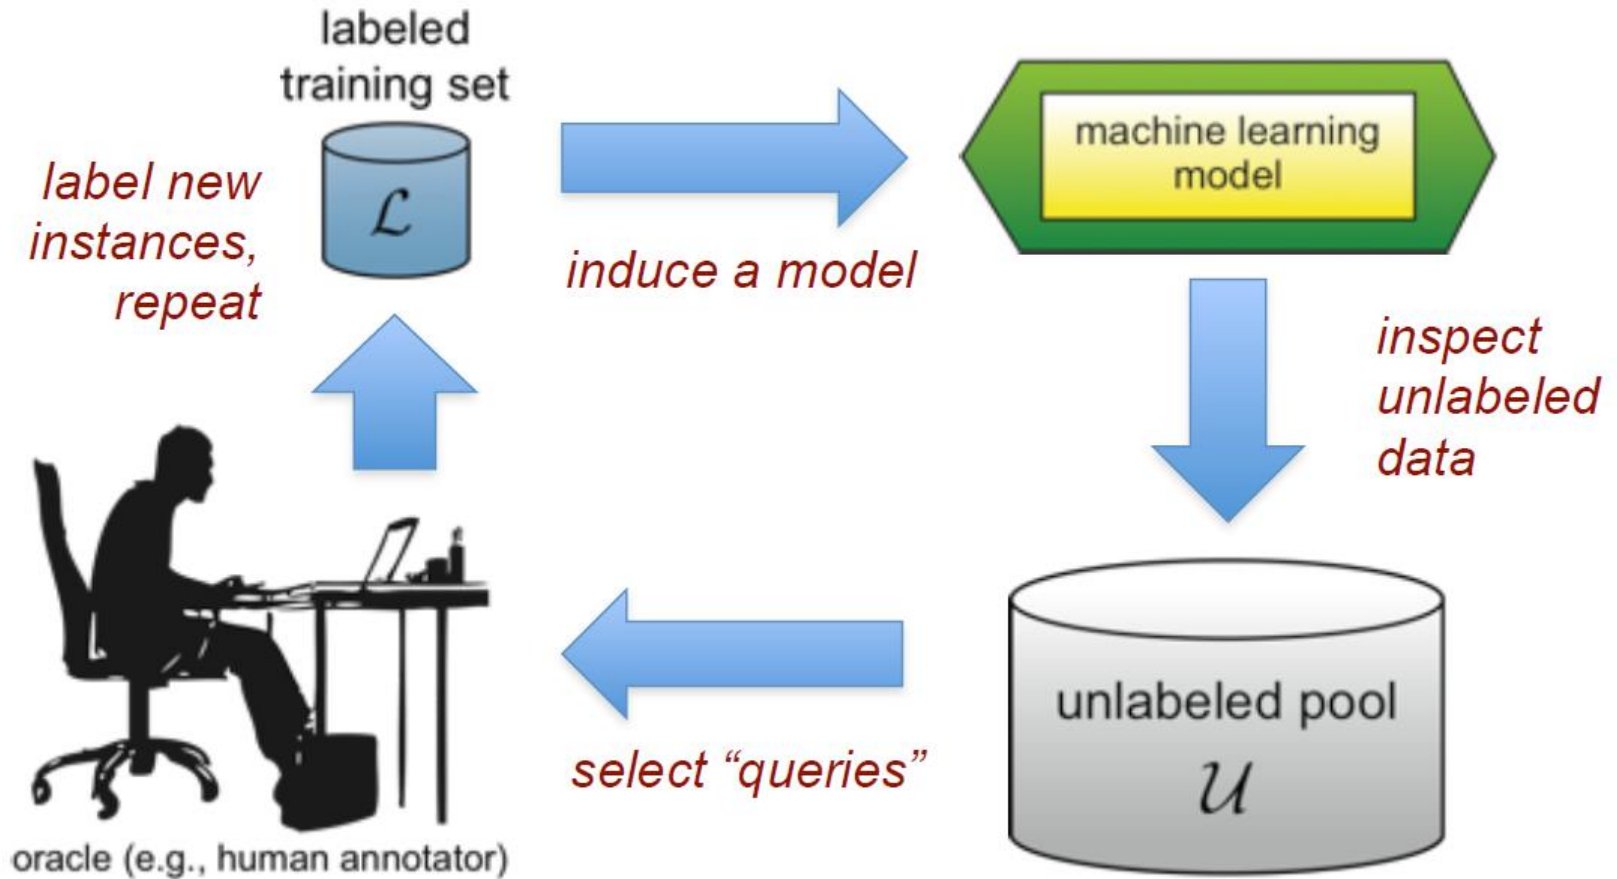 labeled
training set
ℒ
label new
instances,
repeat
induce a model
machine learning
model
inspect
unlabeled
data
unlabeled pool
𝒰
select “queries”
oracle (e.g., human annotator)